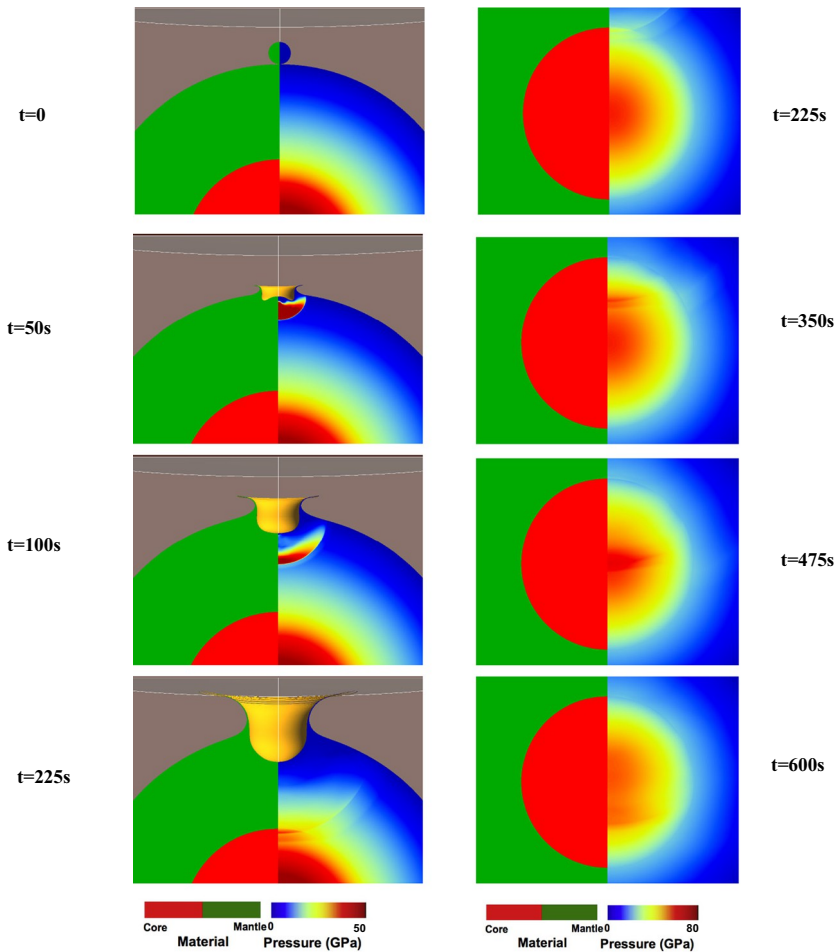 t=0
t=225s
t=50s
t=350s
t=100s
t=475s
t=225s
t=600s
Core Mantle 0 50
Material Pressure (GPa)
Core Mantle 0 80
Material Pressure (GPa)